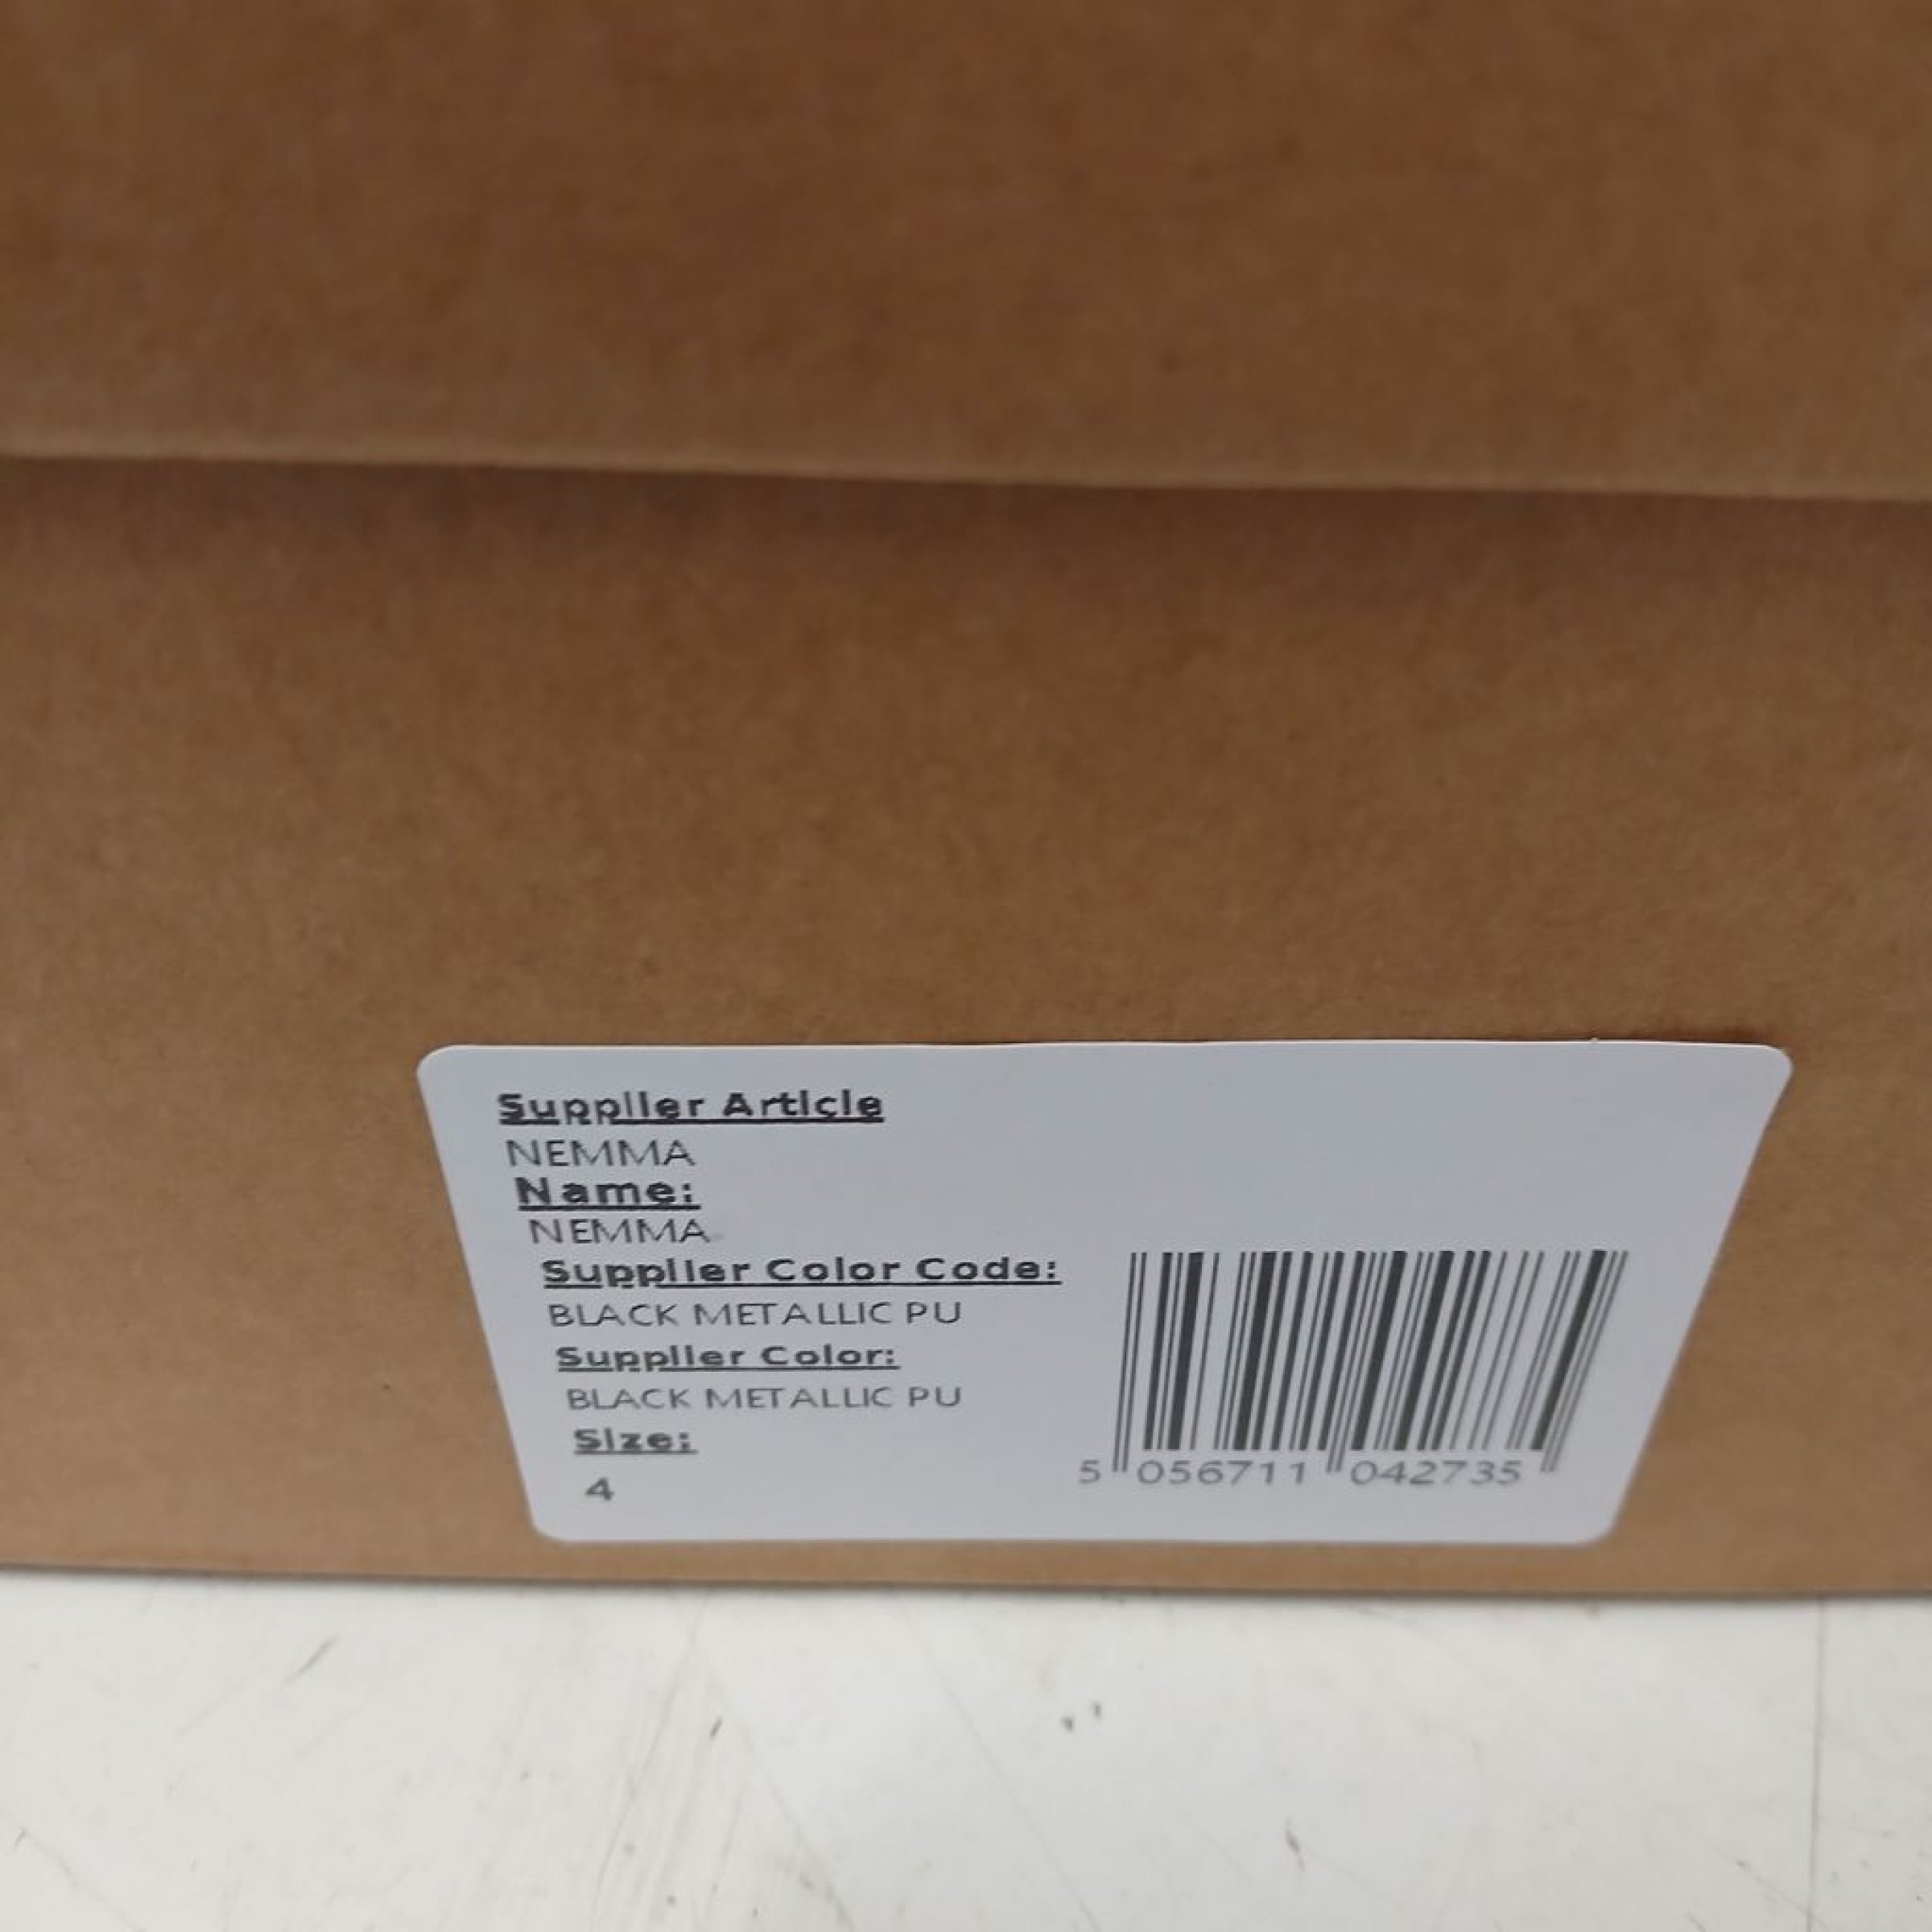 Supplier Article
NEMMA
Name:
NEMMA
Supplier Color Code:
BLACK METALLIC PU
Supplier Color:
BLACK METALLIC PU
Size:
4
5 056711 042735